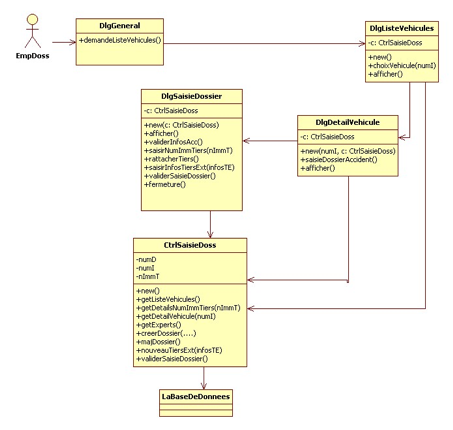 EmpDoss
DlgGeneral
+demandeListeVehicules()
DlgListeVehicules
-c: CtrlSaisieDoss
+new()
+choixVehicule(numI)
+afficher()
DlgSaisieDossier
-c: CtrlSaisieDoss
+new(c: CtrlSaisieDoss)
+afficher()
+validerInfosAcc()
+saisirNumImmTiers(nImmT)
+rattacherTiers()
+saisirInfosTiersExt(infosTE)
+validerSaisieDossier()
+fermeture()
DlgDetailVehicule
-c: CtrlSaisieDoss
+new(numI, c: CtrlSaisieDoss)
+saisieDossierAccident()
+afficher()
CtrlSaisieDoss
-numD
-numI
-nImmT
+new()
+getListeVehicules()
+getDetailsNumImmTiers(nImmT)
+getDetailVehicule(numI)
+getExperts()
+creerDossier(....)
+majDossier()
+nouveauTiersExt(infosTE)
+validerSaisieDossier()
LaBaseDeDonnees